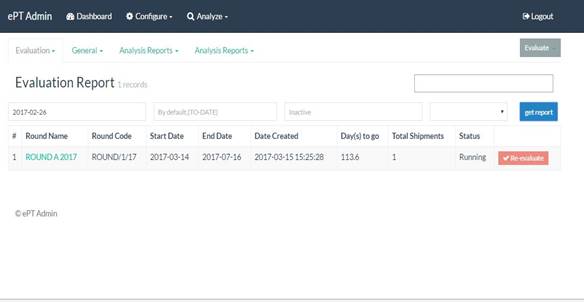 ePT Admin Dashboard Configure Analyze Logout
Evaluation General Analysis Reports Analysis Reports Evaluate
Evaluation Report 1 records
2017-02-26 By default,(TO-DATE) Inactive get report
# Round Name Round Code Start Date End Date Date Created Day(s) to go Total Shipments Status
1 ROUND A 2017 ROUND/1/17 2017-03-14 2017-07-16 2017-03-15 15:25:28 113.6 1 Running Re-evaluate
© ePT Admin